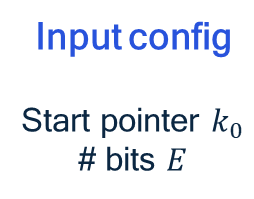 Input config
Start pointer k₀
# bits E